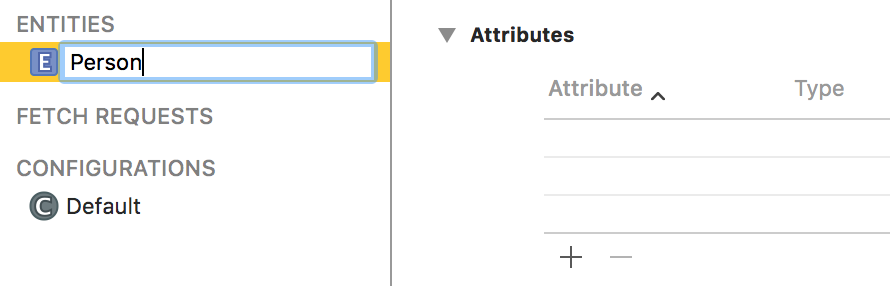 ENTITIES
E Person
FETCH REQUESTS
CONFIGURATIONS
C Default
Attributes
Attribute Type